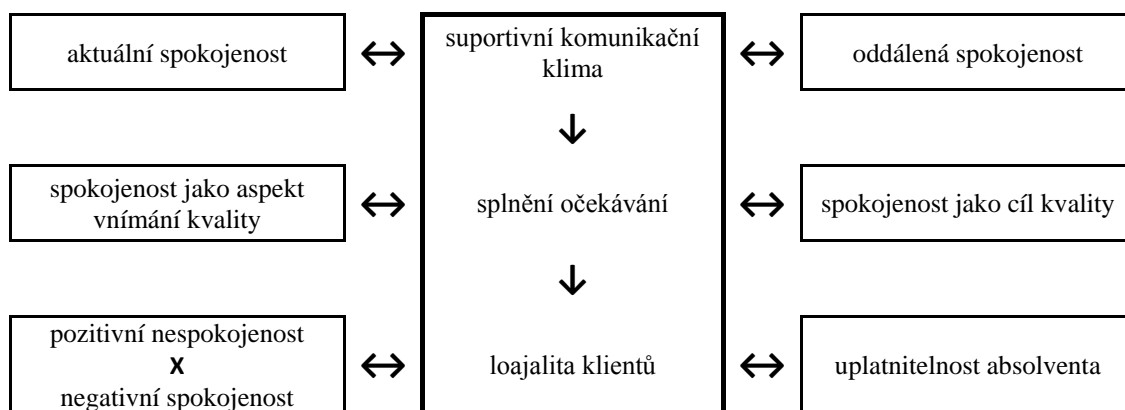 aktuální spokojenost
suportivní komunikační
klima
oddálená spokojenost
spokojenost jako aspekt
vnímání kvality
splnění očekávání
spokojenost jako cíl kvality
pozitivní nespokojenost
X
negativní spokojenost
loajalita klientů
uplatnitelnost absolventa